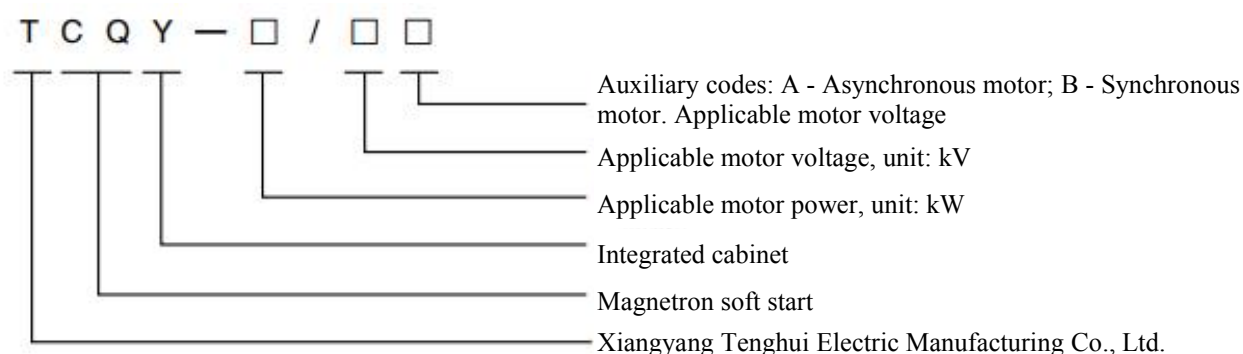 T C Q Y — □ / □ □
Auxiliary codes: A - Asynchronous motor; B - Synchronous
motor. Applicable motor voltage
Applicable motor voltage, unit: kV
Applicable motor power, unit: kW
Integrated cabinet
Magnetron soft start
Xiangyang Tenghui Electric Manufacturing Co., Ltd.